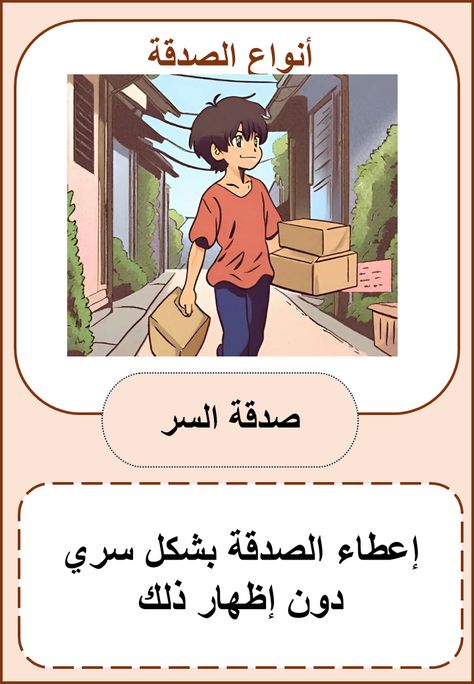 أنواع الصدقة
صدقة السر
إعطاء الصدقة بشكل سري
دون إظهار ذلك